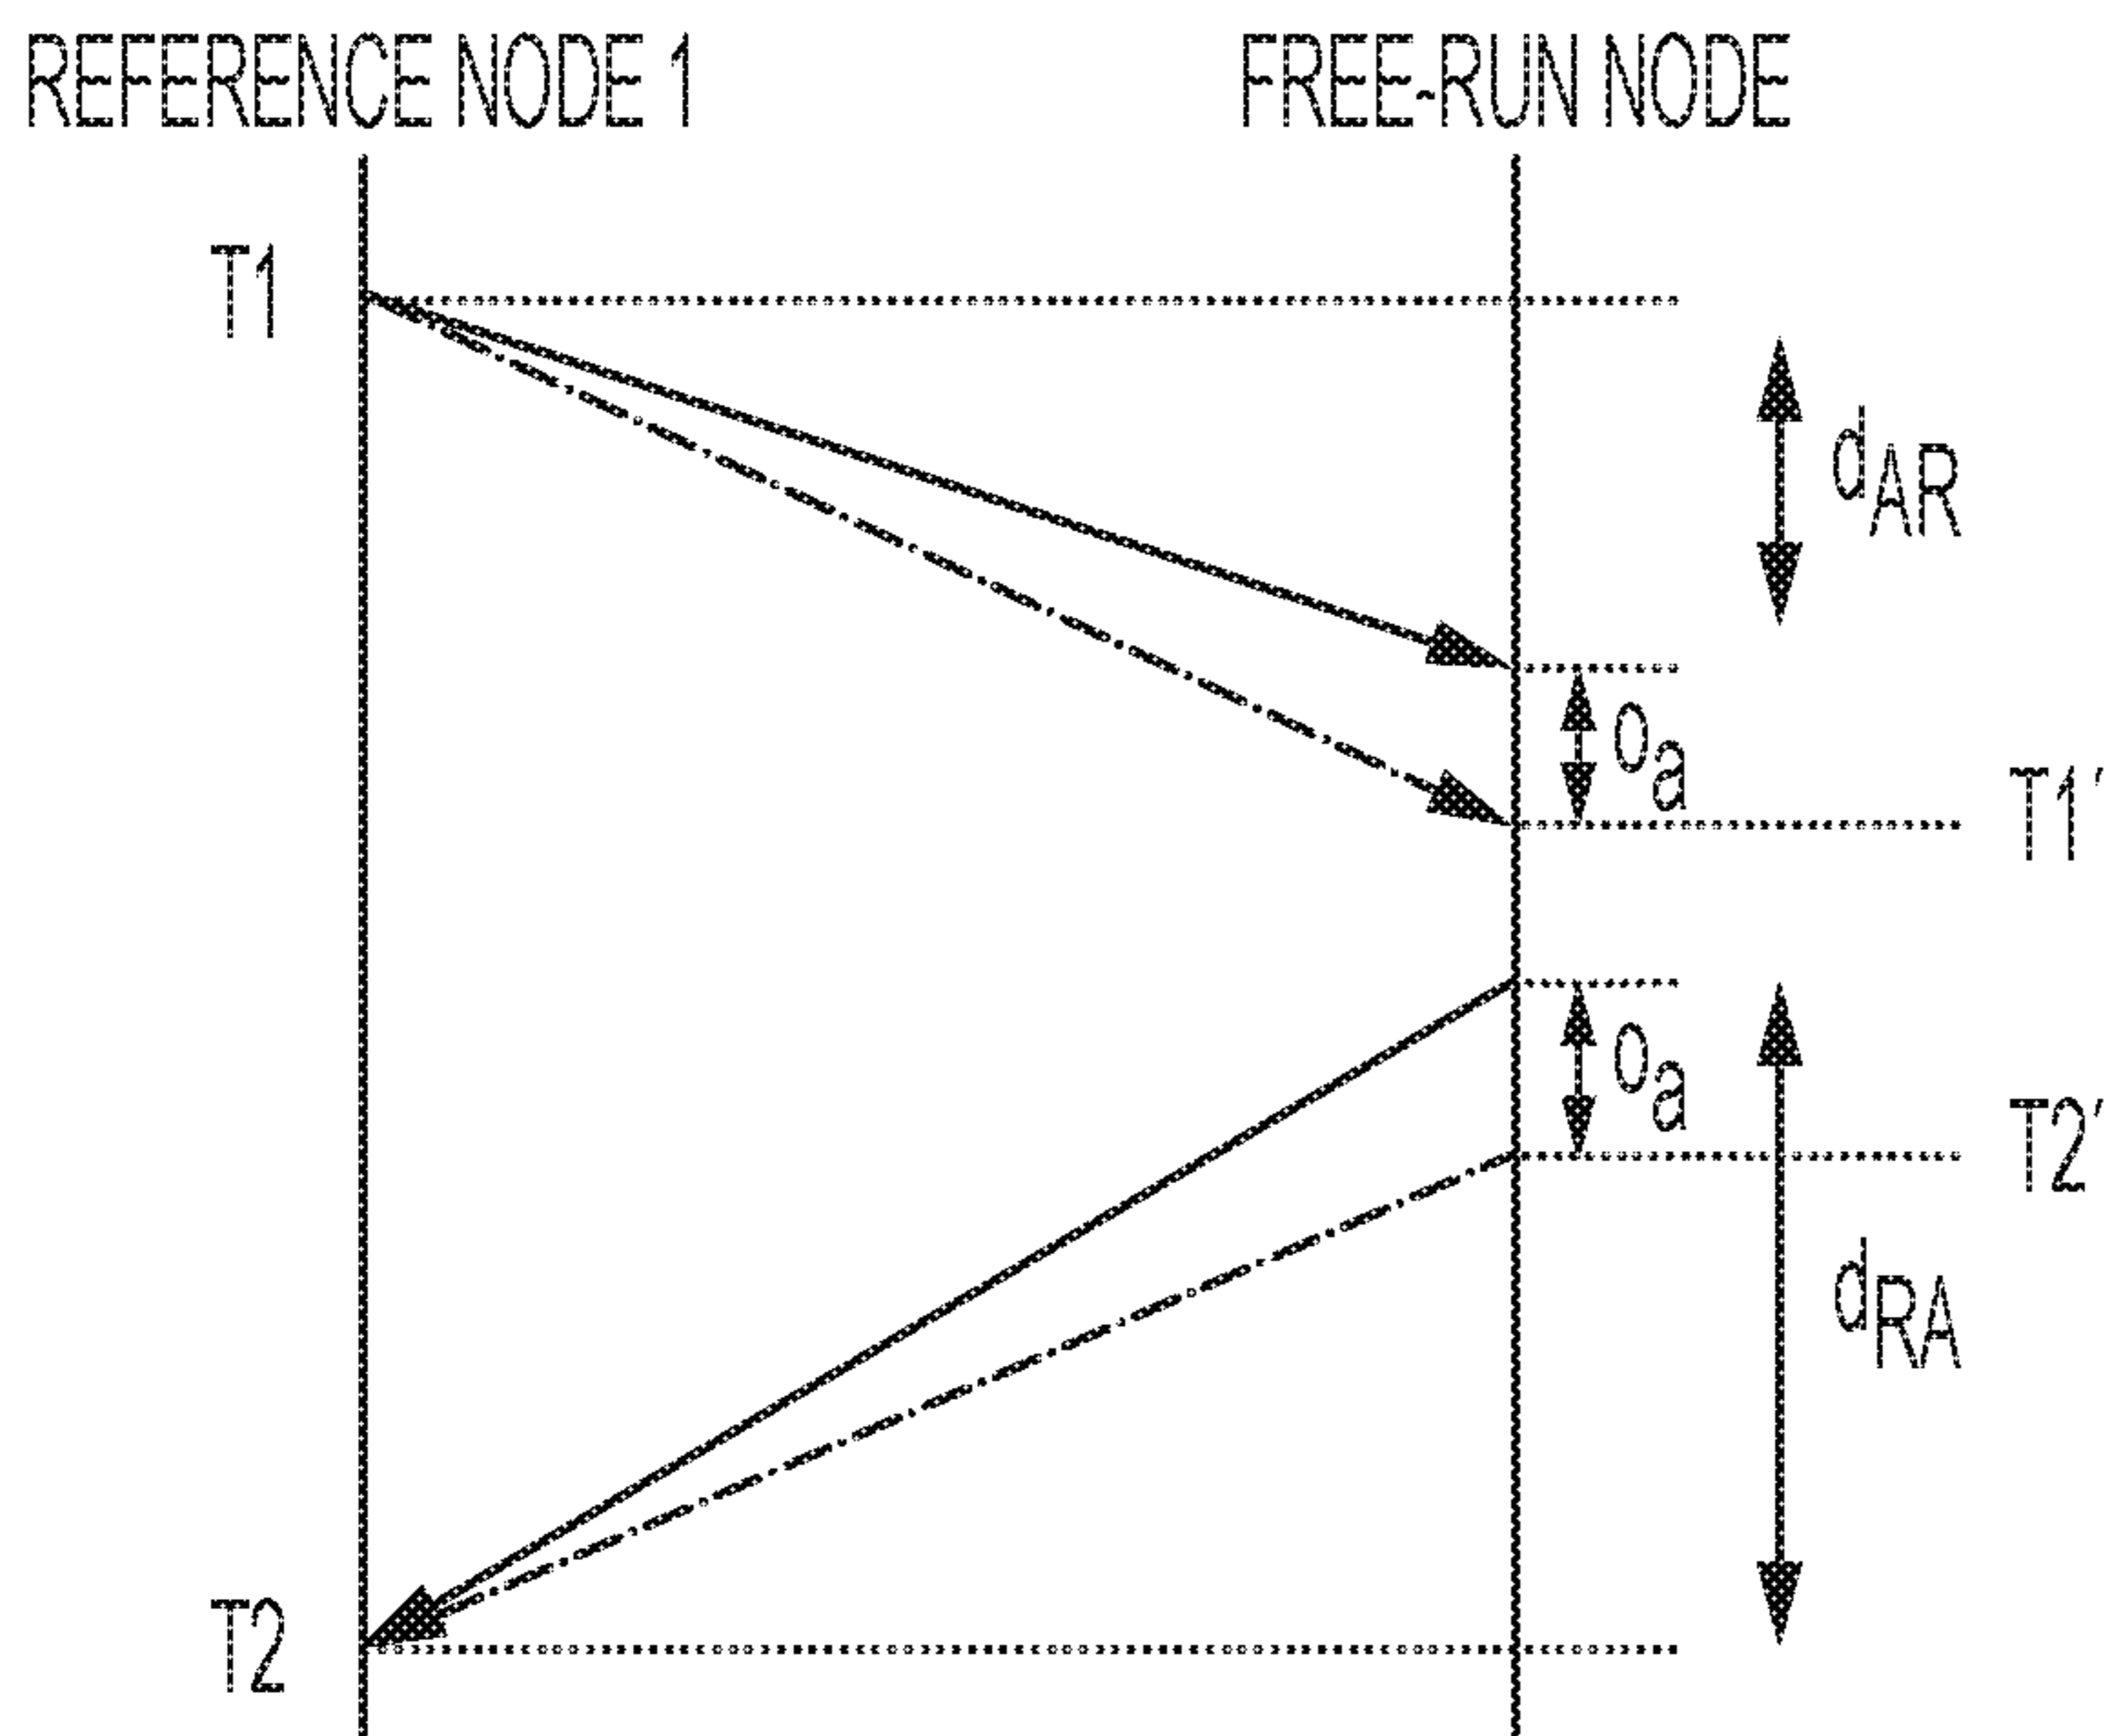 REFERENCE NODE 1
FREE-RUN NODE
T1
dAR
oa
T1′
oa
T2′
dRA
T2